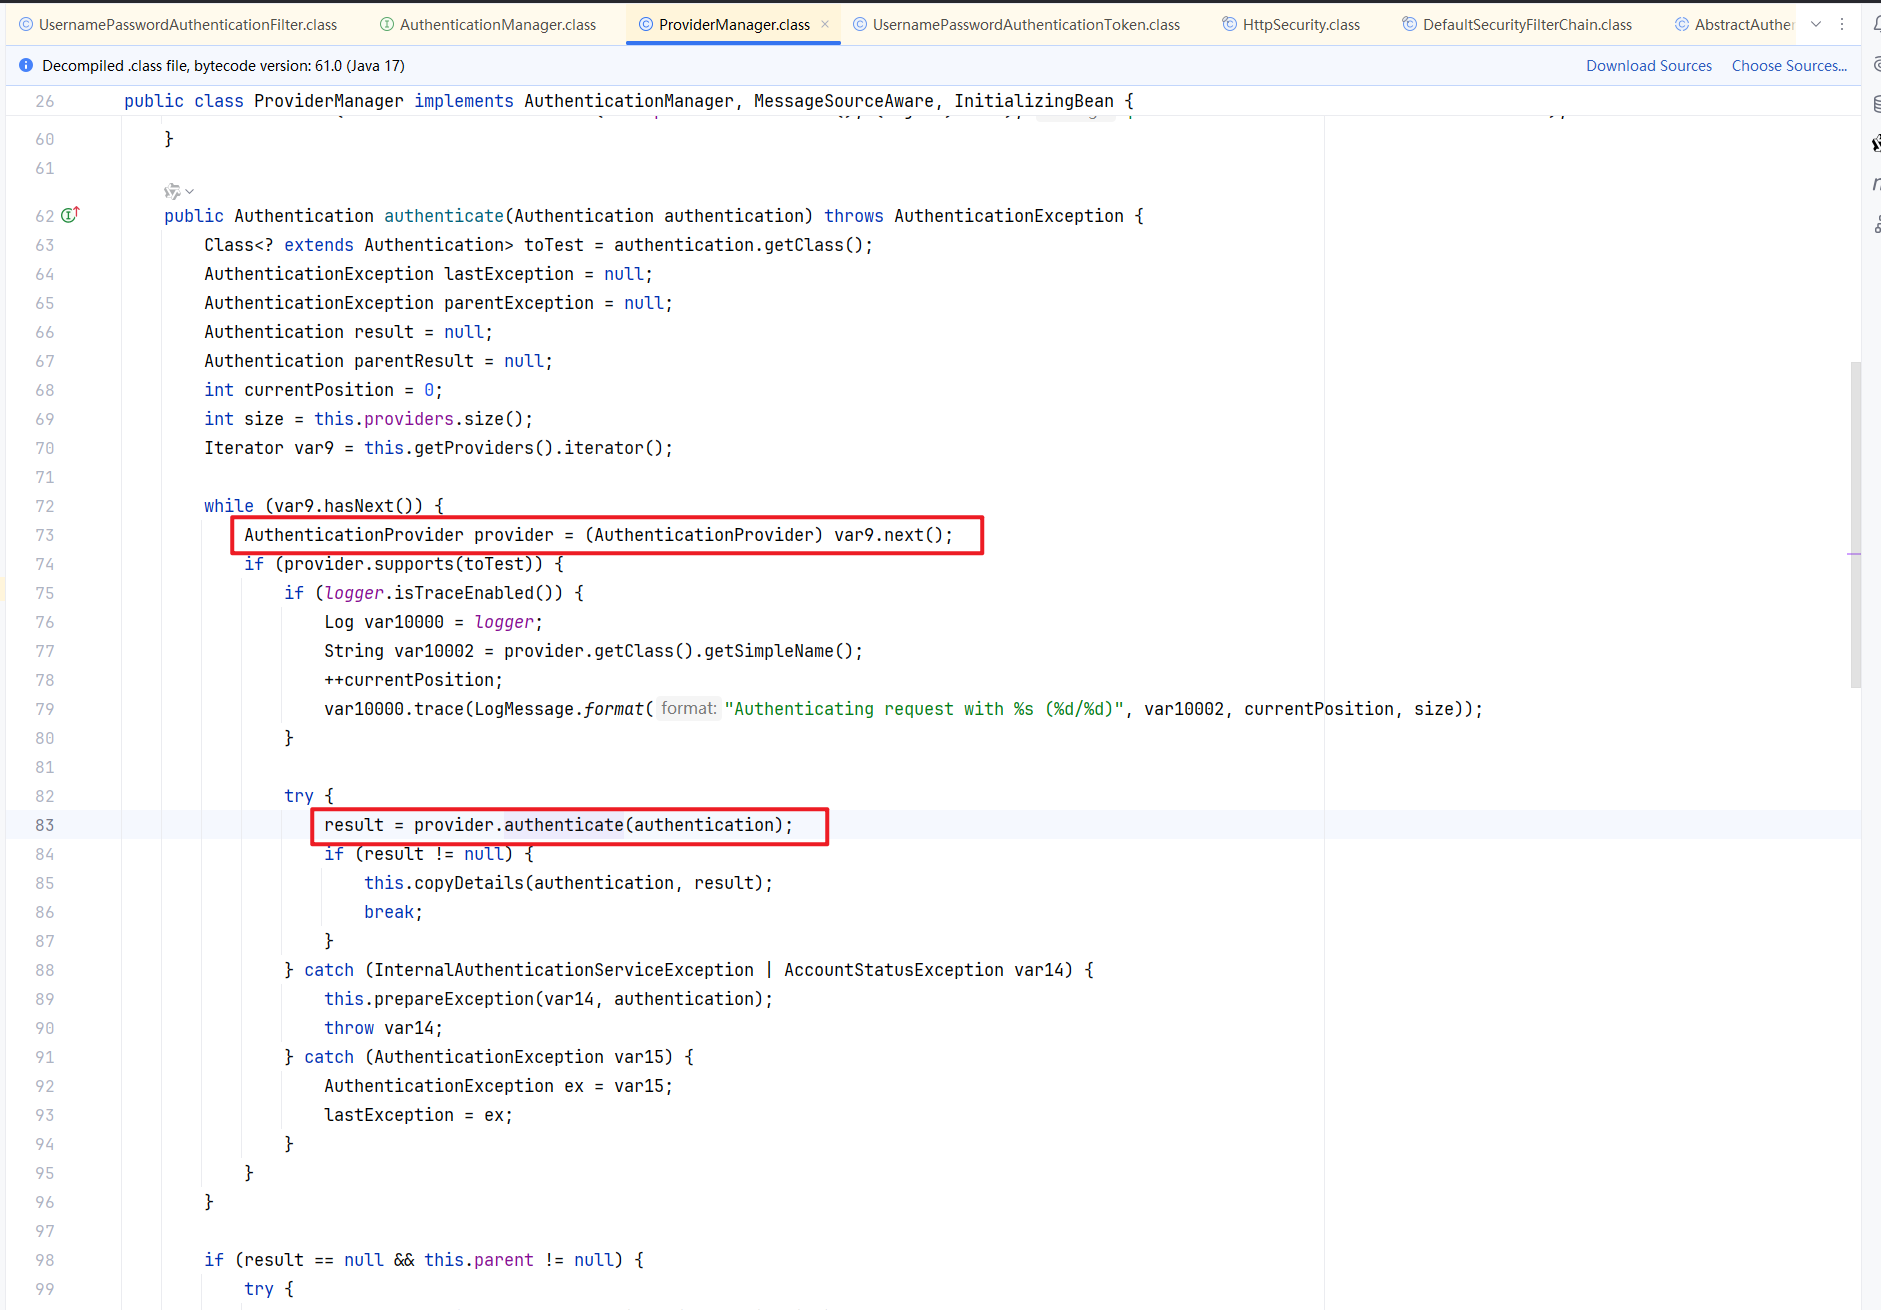 UsernamePasswordAuthenticationFilter.class AuthenticationManager.class ProviderManager.class UsernamePasswordAuthenticationToken.class HttpSecurity.class DefaultSecurityFilterChain.class AbstractAuthen
Decompiled .class file, bytecode version: 61.0 (Java 17) Download Sources Choose Sources...
26 public class ProviderManager implements AuthenticationManager, MessageSourceAware, InitializingBean {
60 }
61
62 public Authentication authenticate(Authentication authentication) throws AuthenticationException {
63 Class<? extends Authentication> toTest = authentication.getClass();
64 AuthenticationException lastException = null;
65 AuthenticationException parentException = null;
66 Authentication result = null;
67 Authentication parentResult = null;
68 int currentPosition = 0;
69 int size = this.providers.size();
70 Iterator var9 = this.getProviders().iterator();
71
72 while (var9.hasNext()) {
73 AuthenticationProvider provider = (AuthenticationProvider) var9.next();
74 if (provider.supports(toTest)) {
75 if (logger.isTraceEnabled()) {
76 Log var10000 = logger;
77 String var10002 = provider.getClass().getSimpleName();
78 ++currentPosition;
79 var10000.trace(LogMessage.format( format: "Authenticating request with %s (%d/%d)", var10002, currentPosition, size));
80 }
81
82 try {
83 result = provider.authenticate(authentication);
84 if (result != null) {
85 this.copyDetails(authentication, result);
86 break;
87 }
88 } catch (InternalAuthenticationServiceException | AccountStatusException var14) {
89 this.prepareException(var14, authentication);
90 throw var14;
91 } catch (AuthenticationException var15) {
92 AuthenticationException ex = var15;
93 lastException = ex;
94 }
95 }
96 }
97
98 if (result == null && this.parent != null) {
99 try {